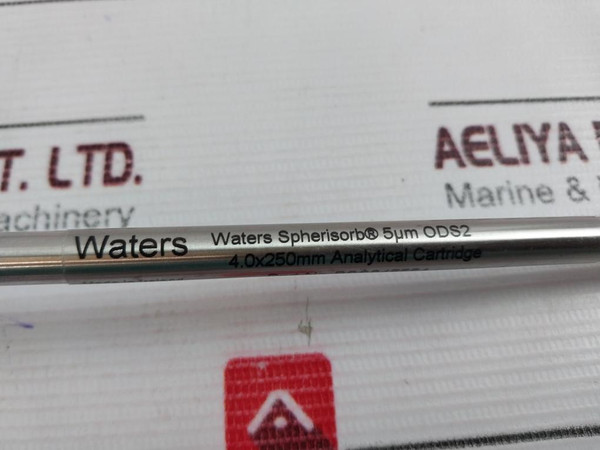 T. LTD.
achinery
AELIYA
Marine &
Waters
Waters Spherisorb® 5µm ODS2
4.0x250mm Analytical Cartridge